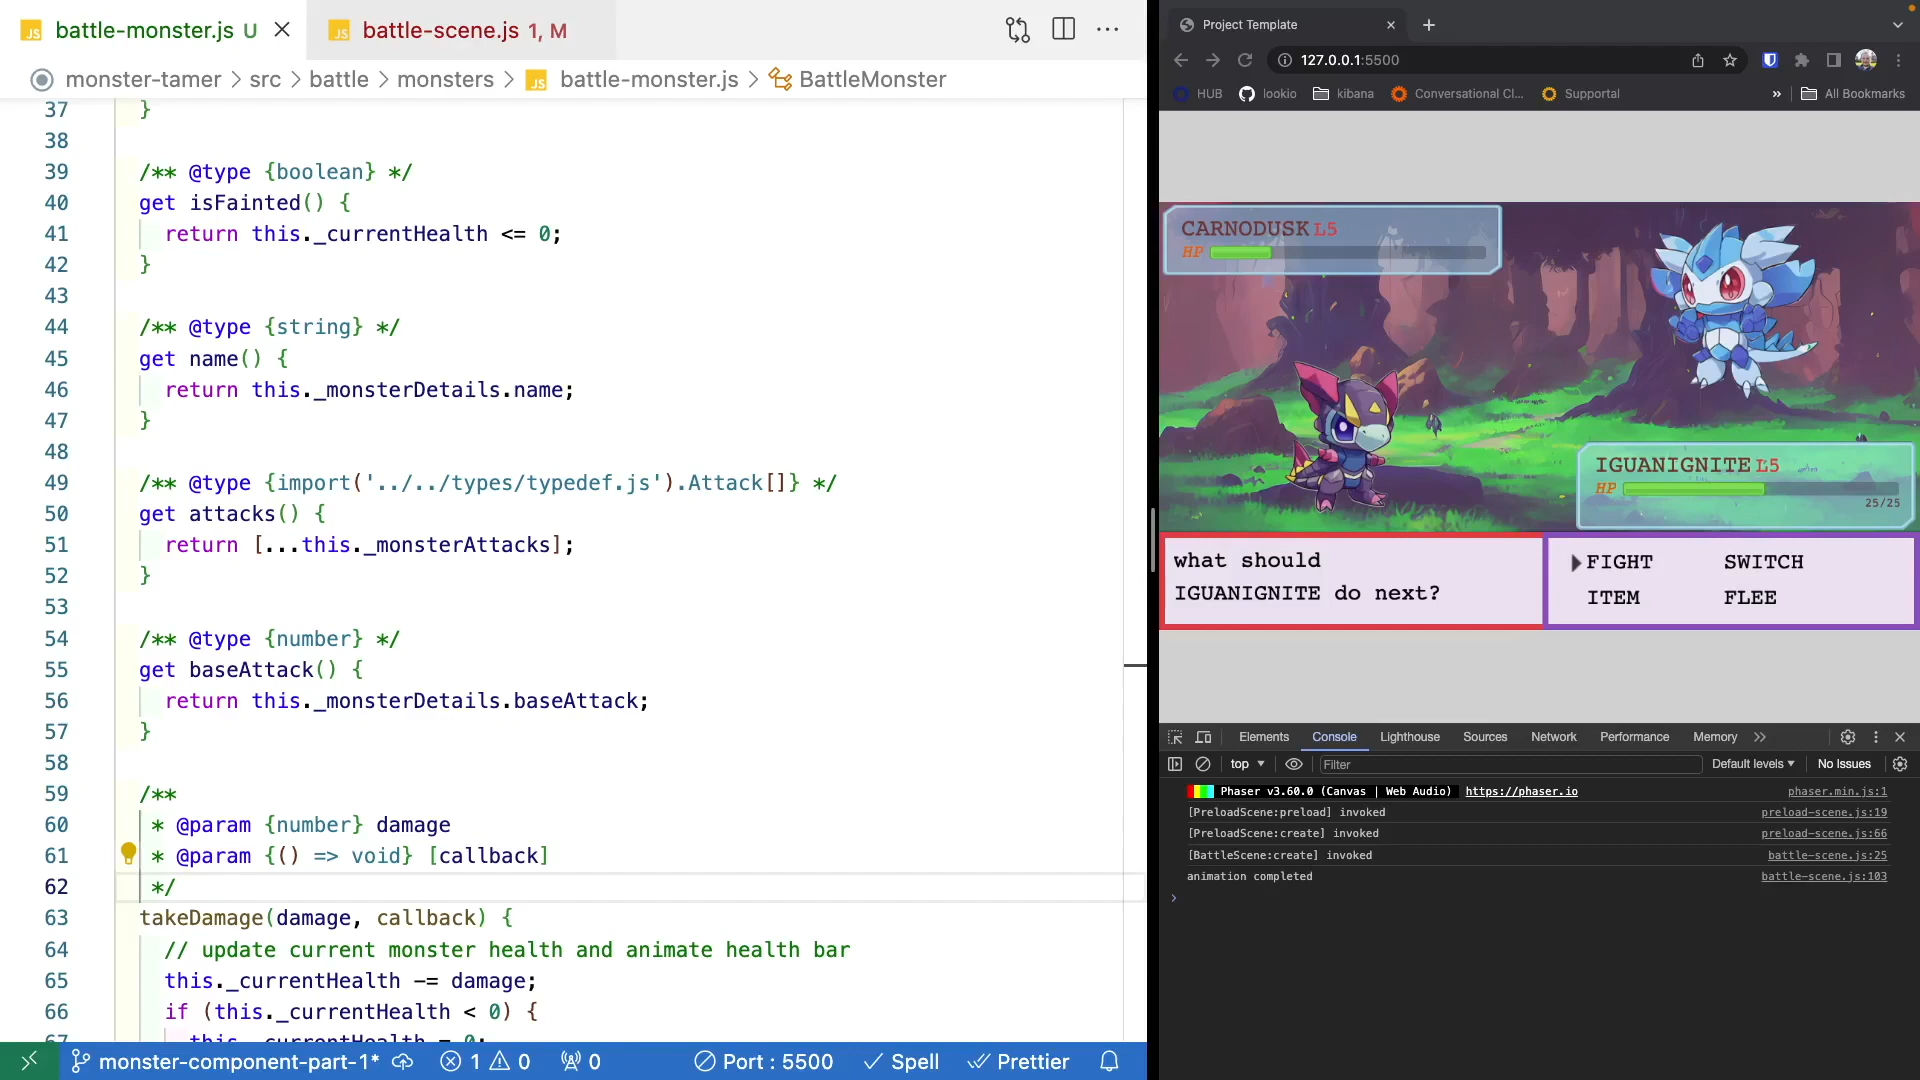 battle-monster.js U
battle-scene.js 1, M
monster-tamer > src > battle > monsters > battle-monster.js > BattleMonster
37 }
38
39 /** @type {boolean} */
40 get isFainted() {
41 return this._currentHealth <= 0;
42 }
43
44 /** @type {string} */
45 get name() {
46 return this._monsterDetails.name;
47 }
48
49 /** @type {import('../../types/typedef.js').Attack[]} */
50 get attacks() {
51 return [...this._monsterAttacks];
52 }
53
54 /** @type {number} */
55 get baseAttack() {
56 return this._monsterDetails.baseAttack;
57 }
58
59 /**
60 * @param {number} damage
61 * @param {() => void} [callback]
62 */
63 takeDamage(damage, callback) {
64 // update current monster health and animate health bar
65 this._currentHealth -= damage;
66 if (this._currentHealth < 0) {
67 this._currentHealth = 0;
monster-component-part-1* 1 0 0 Port : 5500 Spell Prettier
Project Template
127.0.0.1:5500
HUB lookio kibana Conversational Cl... Supportal » All Bookmarks
CARNODUSK L5
HP
IGUANIGNITE L5
HP
25/25
what should
IGUANIGNITE do next?
FIGHT SWITCH
ITEM FLEE
Elements Console Lighthouse Sources Network Performance Memory
top Filter Default levels No Issues
Phaser v3.60.0 (Canvas | Web Audio) https://phaser.io phaser.min.js:1
[PreloadScene:preload] invoked preload-scene.js:19
[PreloadScene:create] invoked preload-scene.js:66
[BattleScene:create] invoked battle-scene.js:25
animation completed battle-scene.js:103